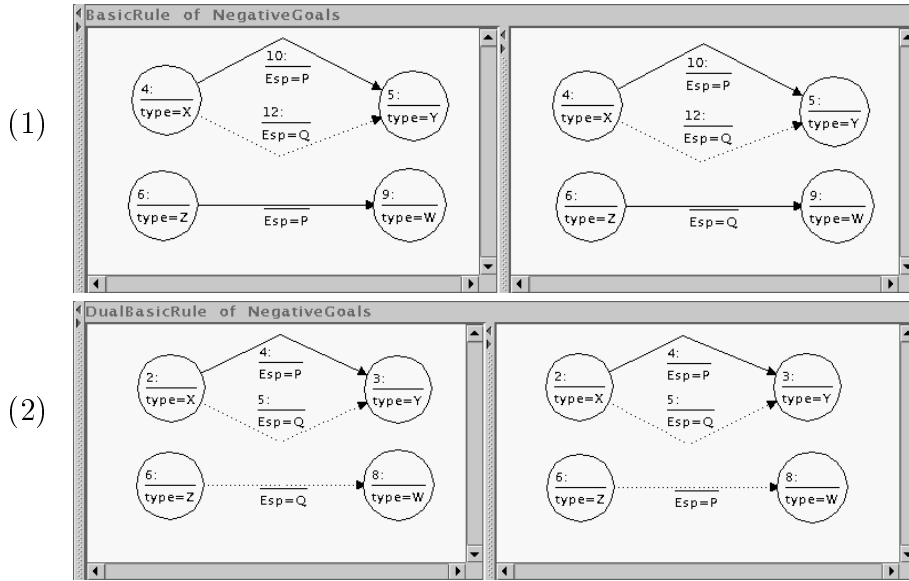 (1)
BasicRule of NegativeGoals
4:
type=X
10:
Esp=P
12:
Esp=Q
5:
type=Y
6:
type=Z
Esp=P
9:
type=W
4:
type=X
10:
Esp=P
12:
Esp=Q
5:
type=Y
6:
type=Z
Esp=Q
9:
type=W
(2)
DualBasicRule of NegativeGoals
2:
type=X
4:
Esp=P
5:
Esp=Q
3:
type=Y
6:
type=Z
Esp=Q
8:
type=W
2:
type=X
4:
Esp=P
5:
Esp=Q
3:
type=Y
6:
type=Z
Esp=P
8:
type=W